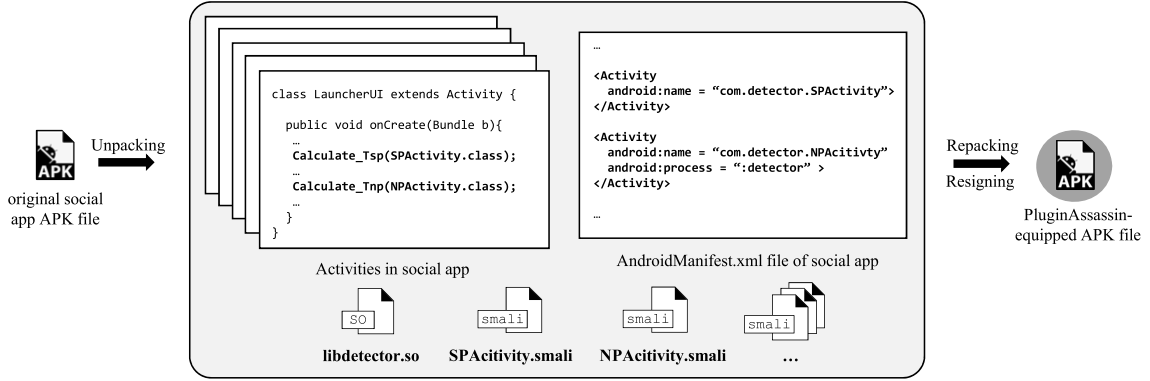 APK
original social
app APK file
Unpacking
class LauncherUI extends Activity {
public void onCreate(Bundle b){
…
Calculate_Tsp(SPActivity.class);
…
Calculate_Tnp(NPActivity.class);
…
}
}
Activities in social app
…
<Activity
android:name = “com.detector.SPActivity”>
</Activity>
<Activity
android:name = “com.detector.NPAcitivty”
android:process = “:detector” >
</Activity>
…
AndroidManifest.xml file of social app
SO
libdetector.so
smali
SPAcitivity.smali
smali
NPAcitivity.smali
smali
…
Repacking
Resigning
APK
PluginAssassin-
equipped APK file